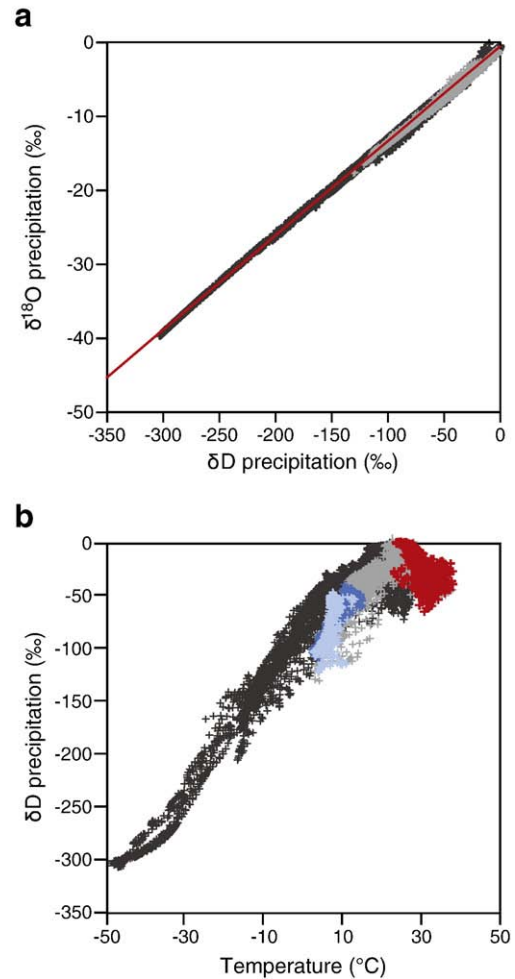 a
0
-10
-20
-30
-40
-50
δ¹⁸O precipitation (‰)
-350 -300 -250 -200 -150 -100 -50 0
δD precipitation (‰)
b
0
-50
-100
-150
-200
-250
-300
-350
δD precipitation (‰)
-50 -30 -10 10 30 50
Temperature (°C)